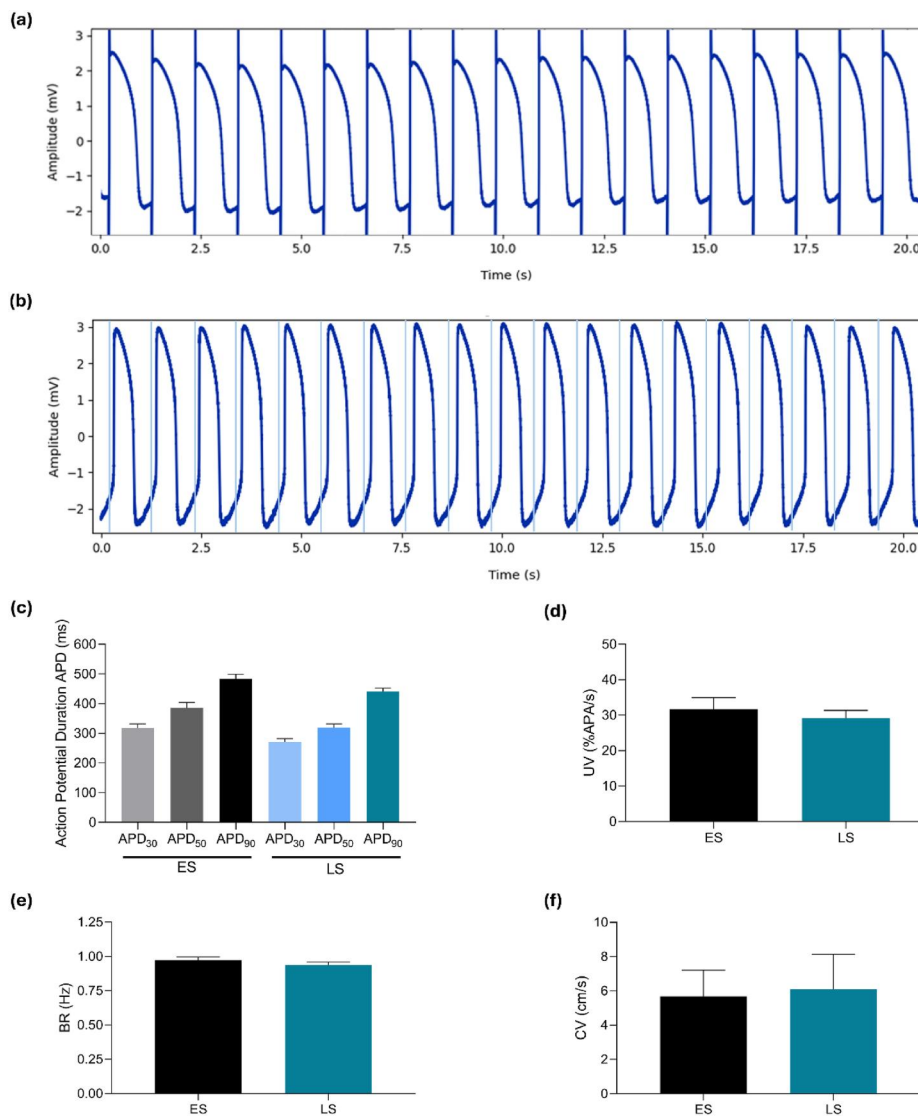 (a)
3
2
1
0
−1
−2
Amplitude (mV)
0.0 2.5 5.0 7.5 10.0 12.5 15.0 17.5 20.0
Time (s)
(b)
3
2
1
0
−1
−2
Amplitude (mV)
0.0 2.5 5.0 7.5 10.0 12.5 15.0 17.5 20.0
Time (s)
(c)
Action Potential Duration APD (ms)
600
500
400
300
200
100
0
APD30 APD50 APD90 APD30 APD50 APD90
ES LS
(d)
UV (%APA/s)
50
40
30
20
10
0
ES LS
(e)
BR (Hz)
1.25
1.00
0.75
0.50
0.25
0.00
ES LS
(f)
CV (cm/s)
10
8
6
4
2
0
ES LS